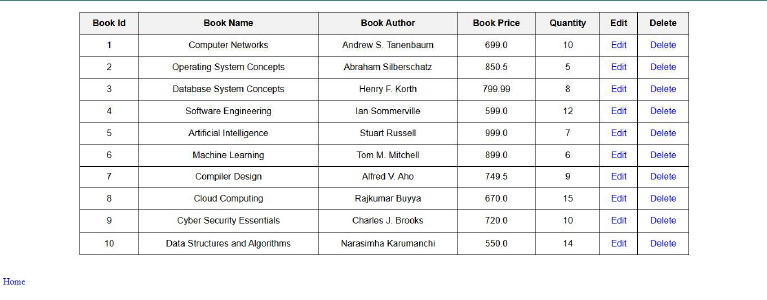 Book Id Book Name Book Author Book Price Quantity Edit Delete
1 Computer Networks Andrew S. Tanenbaum 699.0 10 Edit Delete
2 Operating System Concepts Abraham Silberschatz 850.5 5 Edit Delete
3 Database System Concepts Henry F. Korth 799.99 8 Edit Delete
4 Software Engineering Ian Sommerville 599.0 12 Edit Delete
5 Artificial Intelligence Stuart Russell 999.0 7 Edit Delete
6 Machine Learning Tom M. Mitchell 899.0 6 Edit Delete
7 Compiler Design Alfred V. Aho 749.5 9 Edit Delete
8 Cloud Computing Rajkumar Buyya 670.0 15 Edit Delete
9 Cyber Security Essentials Charles J. Brooks 720.0 10 Edit Delete
10 Data Structures and Algorithms Narasimha Karumanchi 550.0 14 Edit Delete
Home